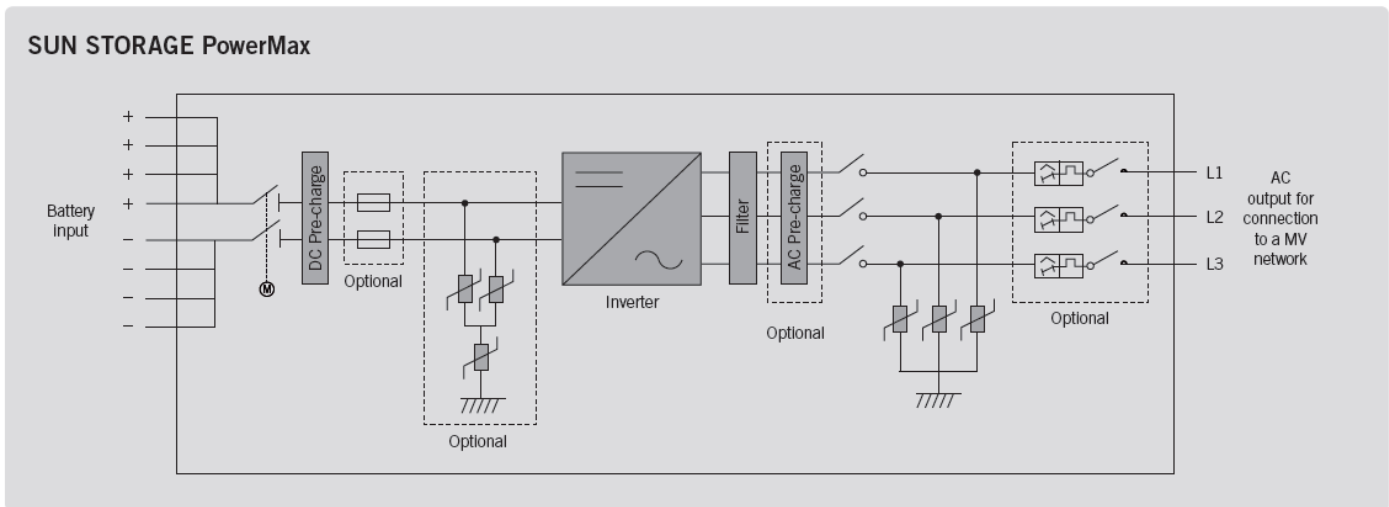 SUN STORAGE PowerMax
+
+
+
+
Battery
input
−
−
−
−
M
DC Pre-charge
Optional
Optional
Inverter
Filter
AC Pre-charge
Optional
Optional
L1
L2
L3
AC
output for
connection
to a MV
network